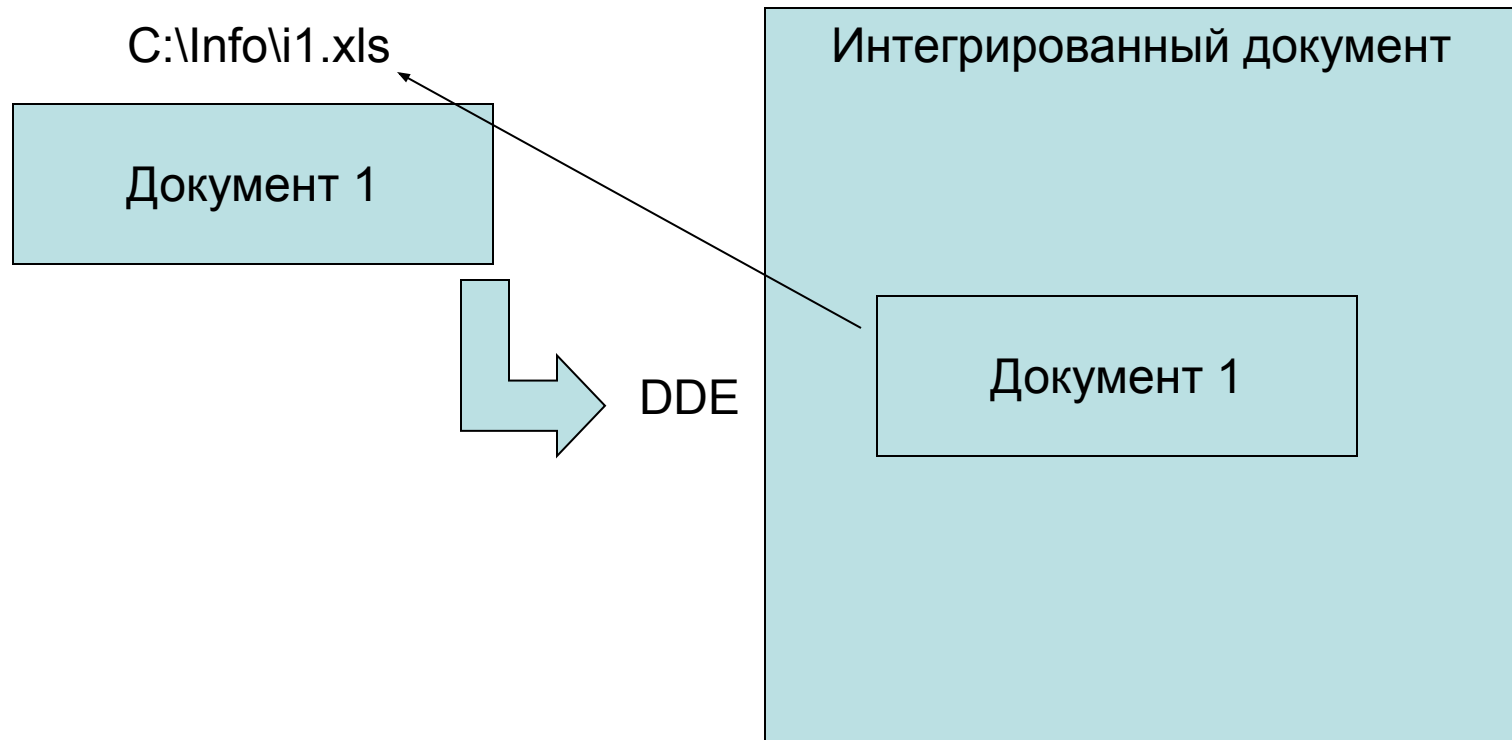 C:\Info\i1.xls
Документ 1
DDE
Интегрированный документ
Документ 1